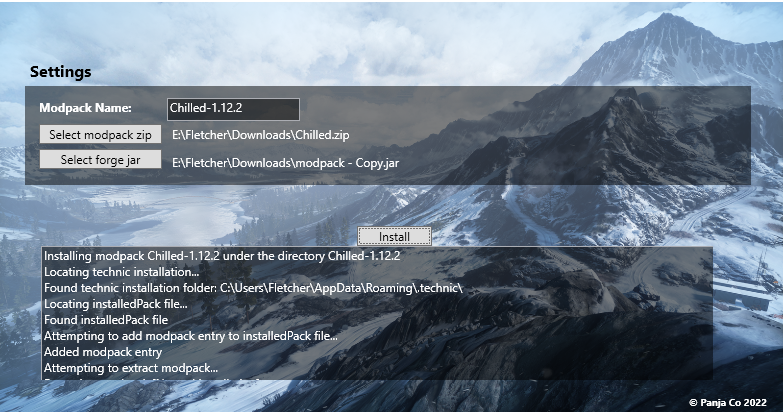 Settings
Modpack Name: Chilled-1.12.2
Select modpack zip E:\Fletcher\Downloads\Chilled.zip
Select forge jar E:\Fletcher\Downloads\modpack - Copy.jar
Install
Installing modpack Chilled-1.12.2 under the directory Chilled-1.12.2
Locating technic installation...
Found technic installation folder: C:\Users\Fletcher\AppData\Roaming\.technic\
Locating installedPack file...
Found installedPack file
Attempting to add modpack entry to installedPack file...
Added modpack entry
Attempting to extract modpack...
© Panja Co 2022